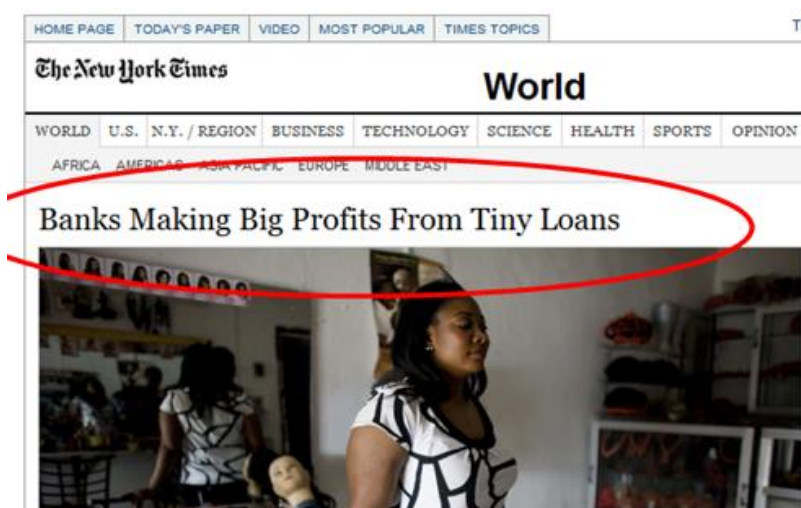 HOME PAGE TODAY'S PAPER VIDEO MOST POPULAR TIMES TOPICS
The New York Times
World
WORLD U.S. N.Y. / REGION BUSINESS TECHNOLOGY SCIENCE HEALTH SPORTS OPINION
AFRICA AMERICAS ASIA PACIFIC EUROPE MIDDLE EAST
Banks Making Big Profits From Tiny Loans